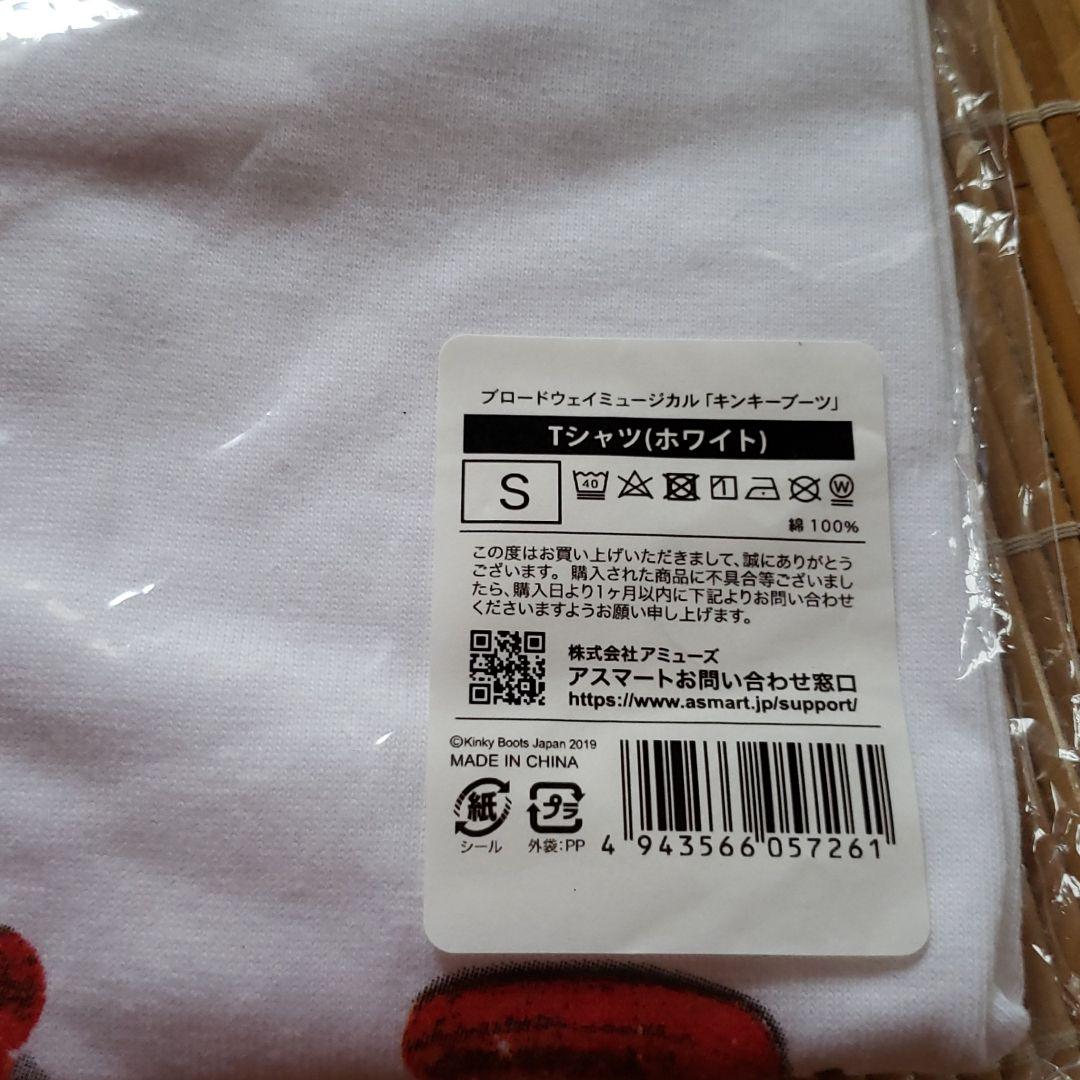 ブロードウェイミュージカル「キンキーブーツ」
Tシャツ(ホワイト)
S
40
W
綿 100%
この度はお買い上げいただきまして、誠にありがとう
ございます。購入された商品に不具合等ございまし
たら、購入日より1ヶ月以内に下記よりお問い合わせ
くださいますようお願い申し上げます。
株式会社アミューズ
アスマートお問い合わせ窓口
https://www.asmart.jp/support/
©Kinky Boots Japan 2019
MADE IN CHINA
紙
プラ
シール
外袋:PP
4 943566 057261